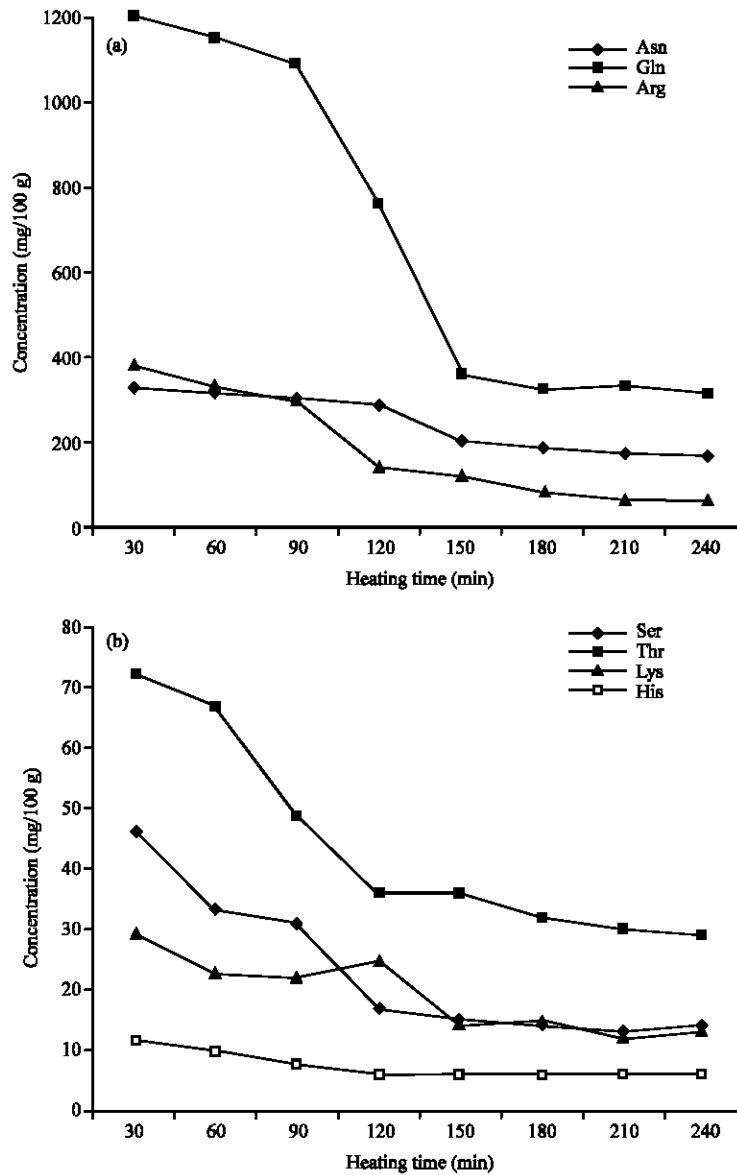 (a)
Asn
Gln
Arg
Concentration (mg/100 g)
1200
1000
800
600
400
200
0
30 60 90 120 150 180 210 240
Heating time (min)
(b)
Ser
Thr
Lys
His
Concentration (mg/100 g)
80
70
60
50
40
30
20
10
0
30 60 90 120 150 180 210 240
Heating time (min)